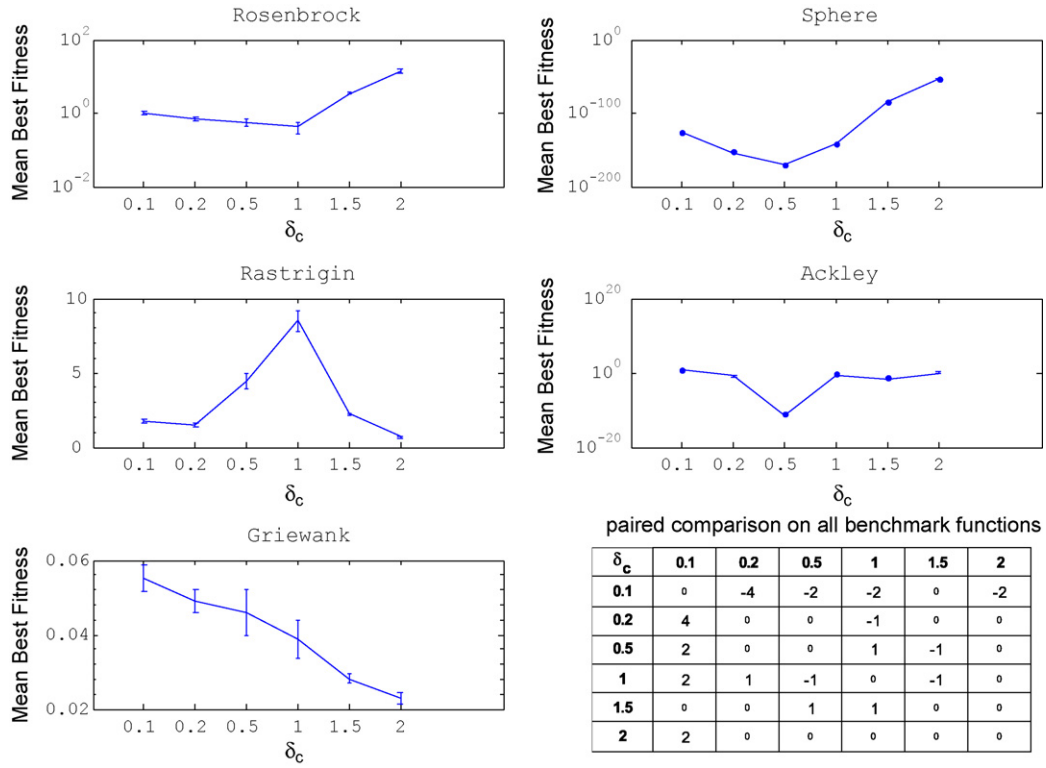 Rosenbrock
Mean Best Fitness
10^2
10^0
10^-2
0.1 0.2 0.5 1 1.5 2
δc
Sphere
Mean Best Fitness
10^0
10^-100
10^-200
0.1 0.2 0.5 1 1.5 2
δc
Rastrigin
Mean Best Fitness
10
5
0
0.1 0.2 0.5 1 1.5 2
δc
Ackley
Mean Best Fitness
10^20
10^0
10^-20
0.1 0.2 0.5 1 1.5 2
δc
Griewank
Mean Best Fitness
0.06
0.04
0.02
0.1 0.2 0.5 1 1.5 2
δc
paired comparison on all benchmark functions
δc 0.1 0.2 0.5 1 1.5 2
0.1 0 -4 -2 -2 0 -2
0.2 4 0 0 -1 0 0
0.5 2 0 0 1 -1 0
1 2 1 -1 0 -1 0
1.5 0 0 1 1 0 0
2 2 0 0 0 0 0